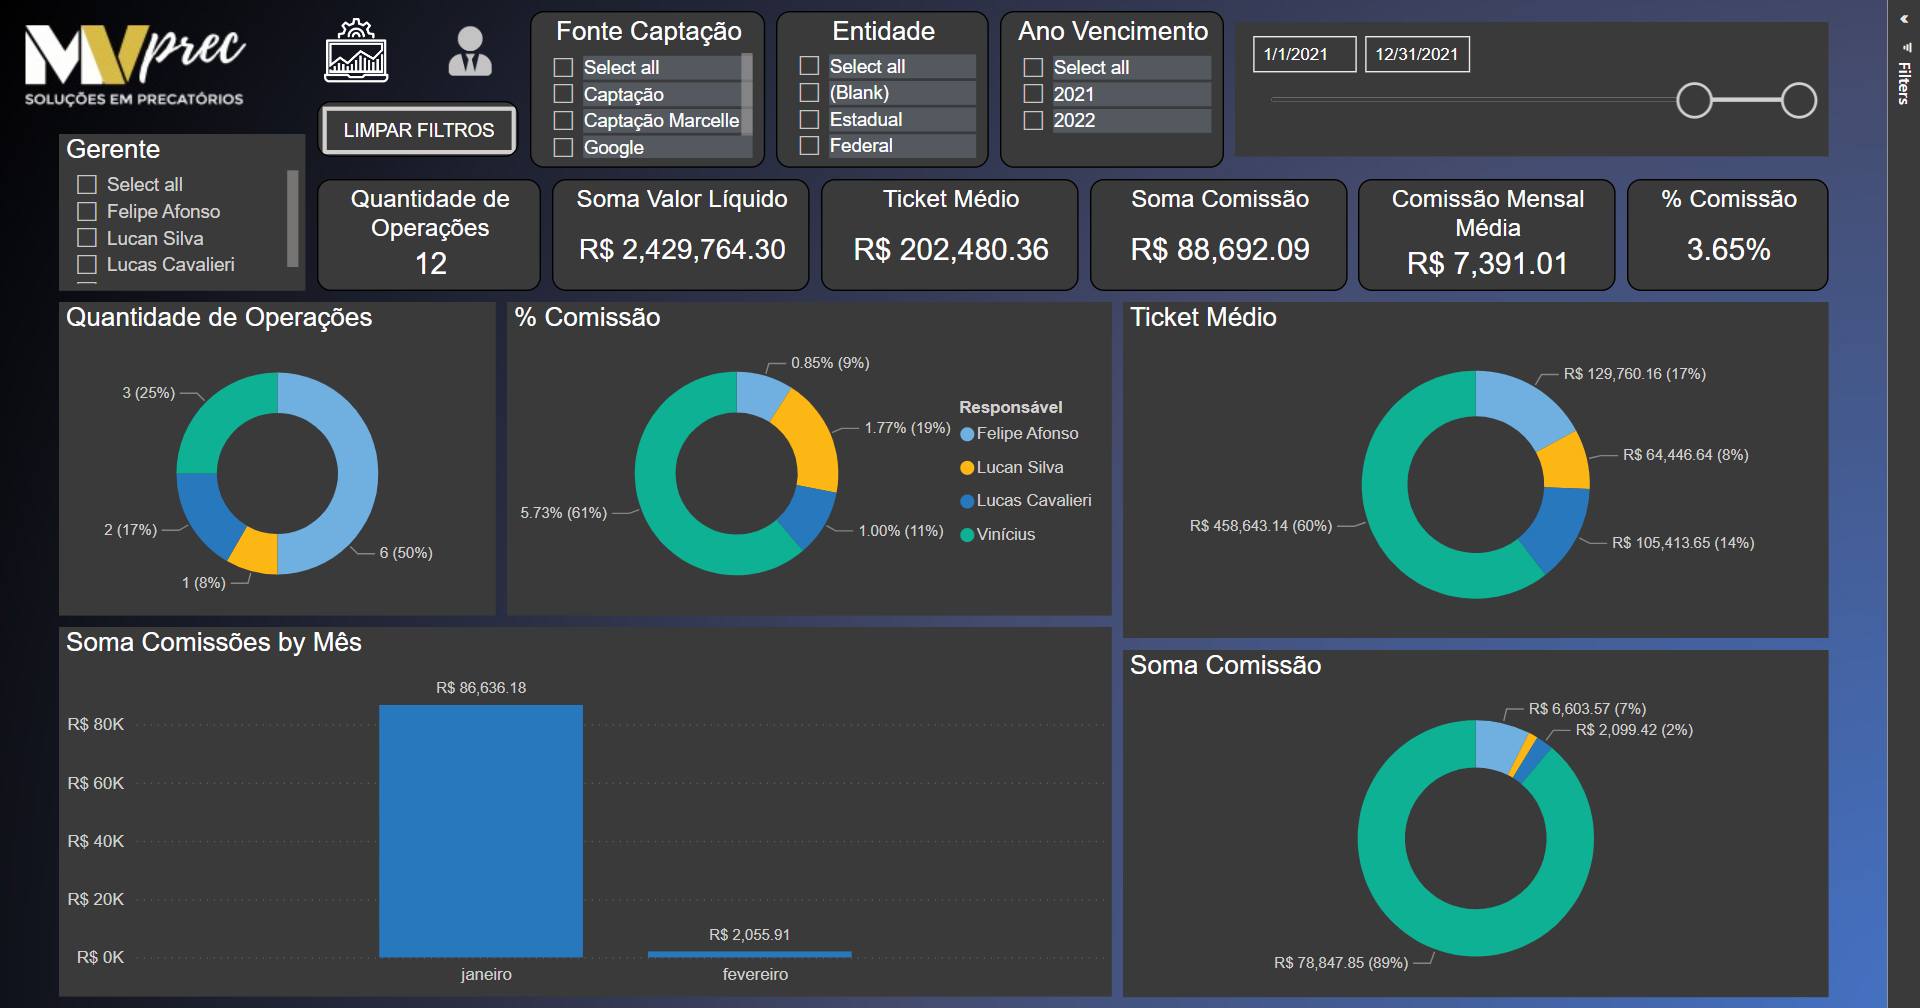 MVprec
SOLUÇÕES EM PRECATÓRIOS
LIMPAR FILTROS
Fonte Captação
Select all
Captação
Captação Marcelle
Google
Entidade
Select all
(Blank)
Estadual
Federal
Ano Vencimento
Select all
2021
2022
1/1/2021
12/31/2021
Filters
Gerente
Select all
Felipe Afonso
Lucan Silva
Lucas Cavalieri
Quantidade de
Operações
12
Soma Valor Líquido
R$ 2,429,764.30
Ticket Médio
R$ 202,480.36
Soma Comissão
R$ 88,692.09
Comissão Mensal
Média
R$ 7,391.01
% Comissão
3.65%
Quantidade de Operações
3 (25%)
2 (17%)
1 (8%)
6 (50%)
% Comissão
0.85% (9%)
1.77% (19%)
5.73% (61%)
1.00% (11%)
Responsável
Felipe Afonso
Lucan Silva
Lucas Cavalieri
Vinícius
Ticket Médio
R$ 129,760.16 (17%)
R$ 64,446.64 (8%)
R$ 458,643.14 (60%)
R$ 105,413.65 (14%)
Soma Comissões by Mês
R$ 86,636.18
R$ 80K
R$ 60K
R$ 40K
R$ 20K
R$ 0K
R$ 2,055.91
janeiro
fevereiro
Soma Comissão
R$ 6,603.57 (7%)
R$ 2,099.42 (2%)
R$ 78,847.85 (89%)